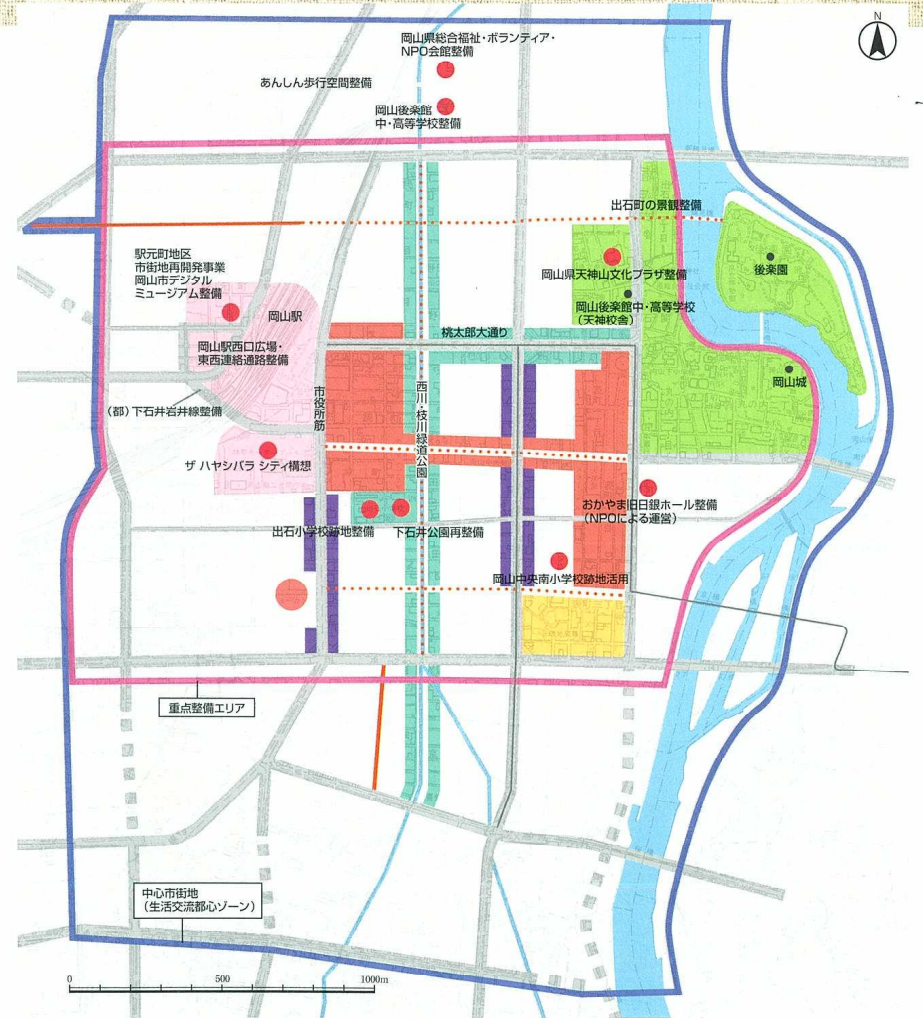 N
岡山県総合福祉・ボランティア・
NPO会館整備
あんしん歩行空間整備
岡山後楽館
中・高等学校整備
出石町の景観整備
駅元町地区
市街地再開発事業
岡山市デジタル
ミュージアム整備
岡山県天神山文化プラザ整備
後楽園
岡山後楽館中・高等学校
（天神校舎）
岡山駅
桃太郎大通り
岡山駅西口広場・
東西連絡通路整備
岡山城
（都）下石井岩井線整備
市役所筋
西川・枝川緑道公園
ザ ハヤシバラ シティ構想
おかやま旧日銀ホール整備
（NPOによる運営）
出石小学校跡地整備
下石井公園再整備
岡山中央南小学校跡地活用
重点整備エリア
中心市街地
（生活交流都心ゾーン）
0 500 1000m